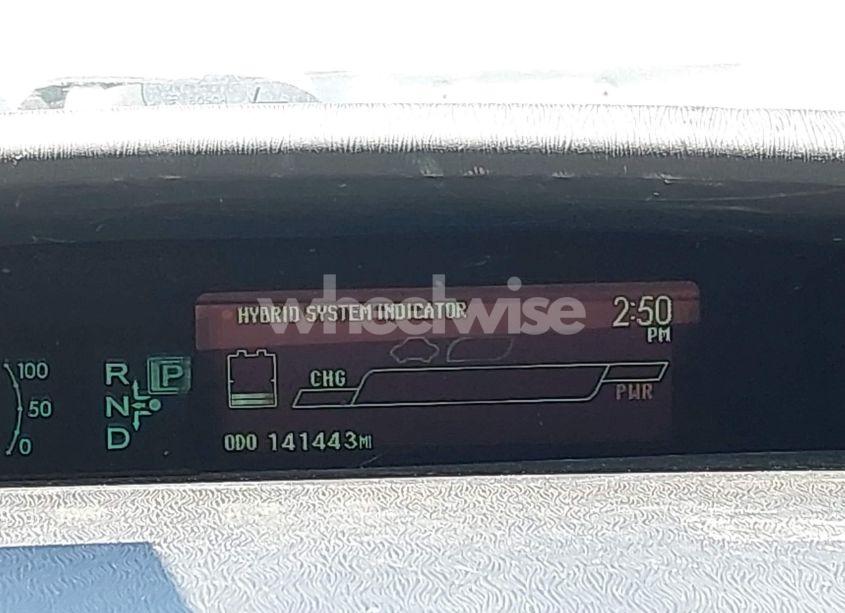 wheelwise
HYBRID SYSTEM INDICATOR 2:50
PM
100 R P
CHG
50 N
PWR
0 D
ODO 141443MI